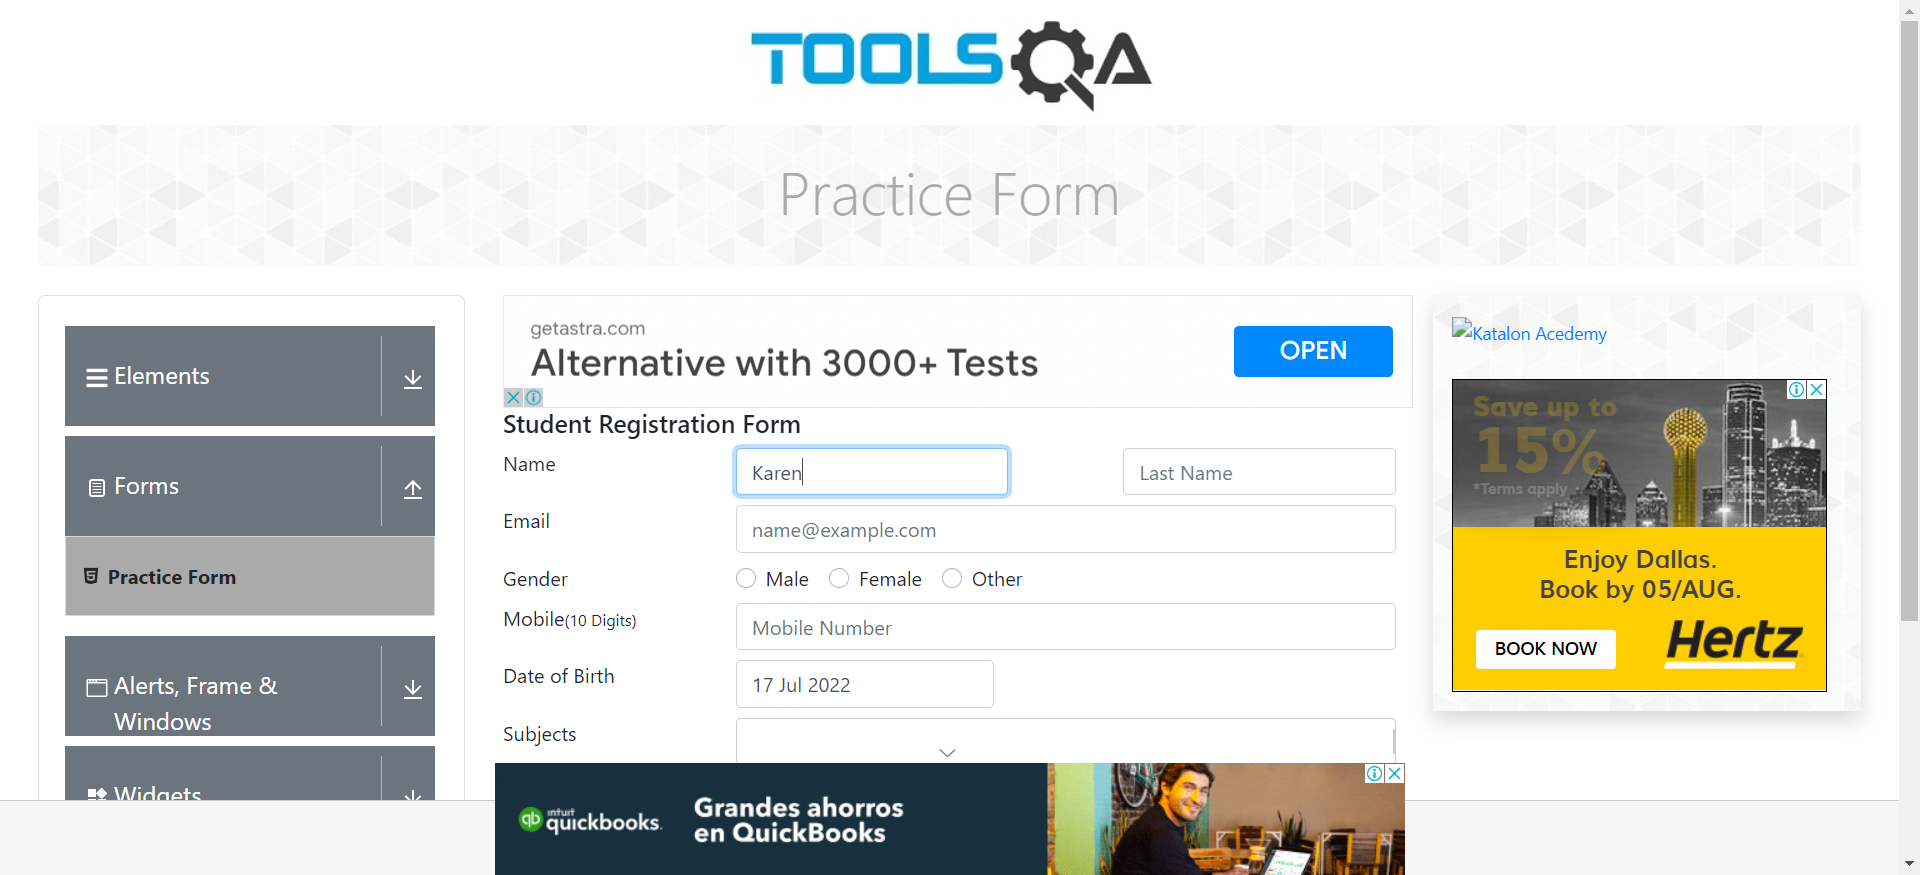 TOOLSQA
Practice Form
Elements
Forms
Practice Form
Alerts, Frame &
Windows
Widgets
getastra.com
Alternative with 3000+ Tests
OPEN
Student Registration Form
Name
Karen
Last Name
Email
name@example.com
Gender
Male
Female
Other
Mobile(10 Digits)
Mobile Number
Date of Birth
17 Jul 2022
Subjects
Katalon Acedemy
Save up to
15%
*Terms apply
Enjoy Dallas.
Book by 05/AUG.
BOOK NOW
Hertz
qb
intuit
quickbooks.
Grandes ahorros
en QuickBooks